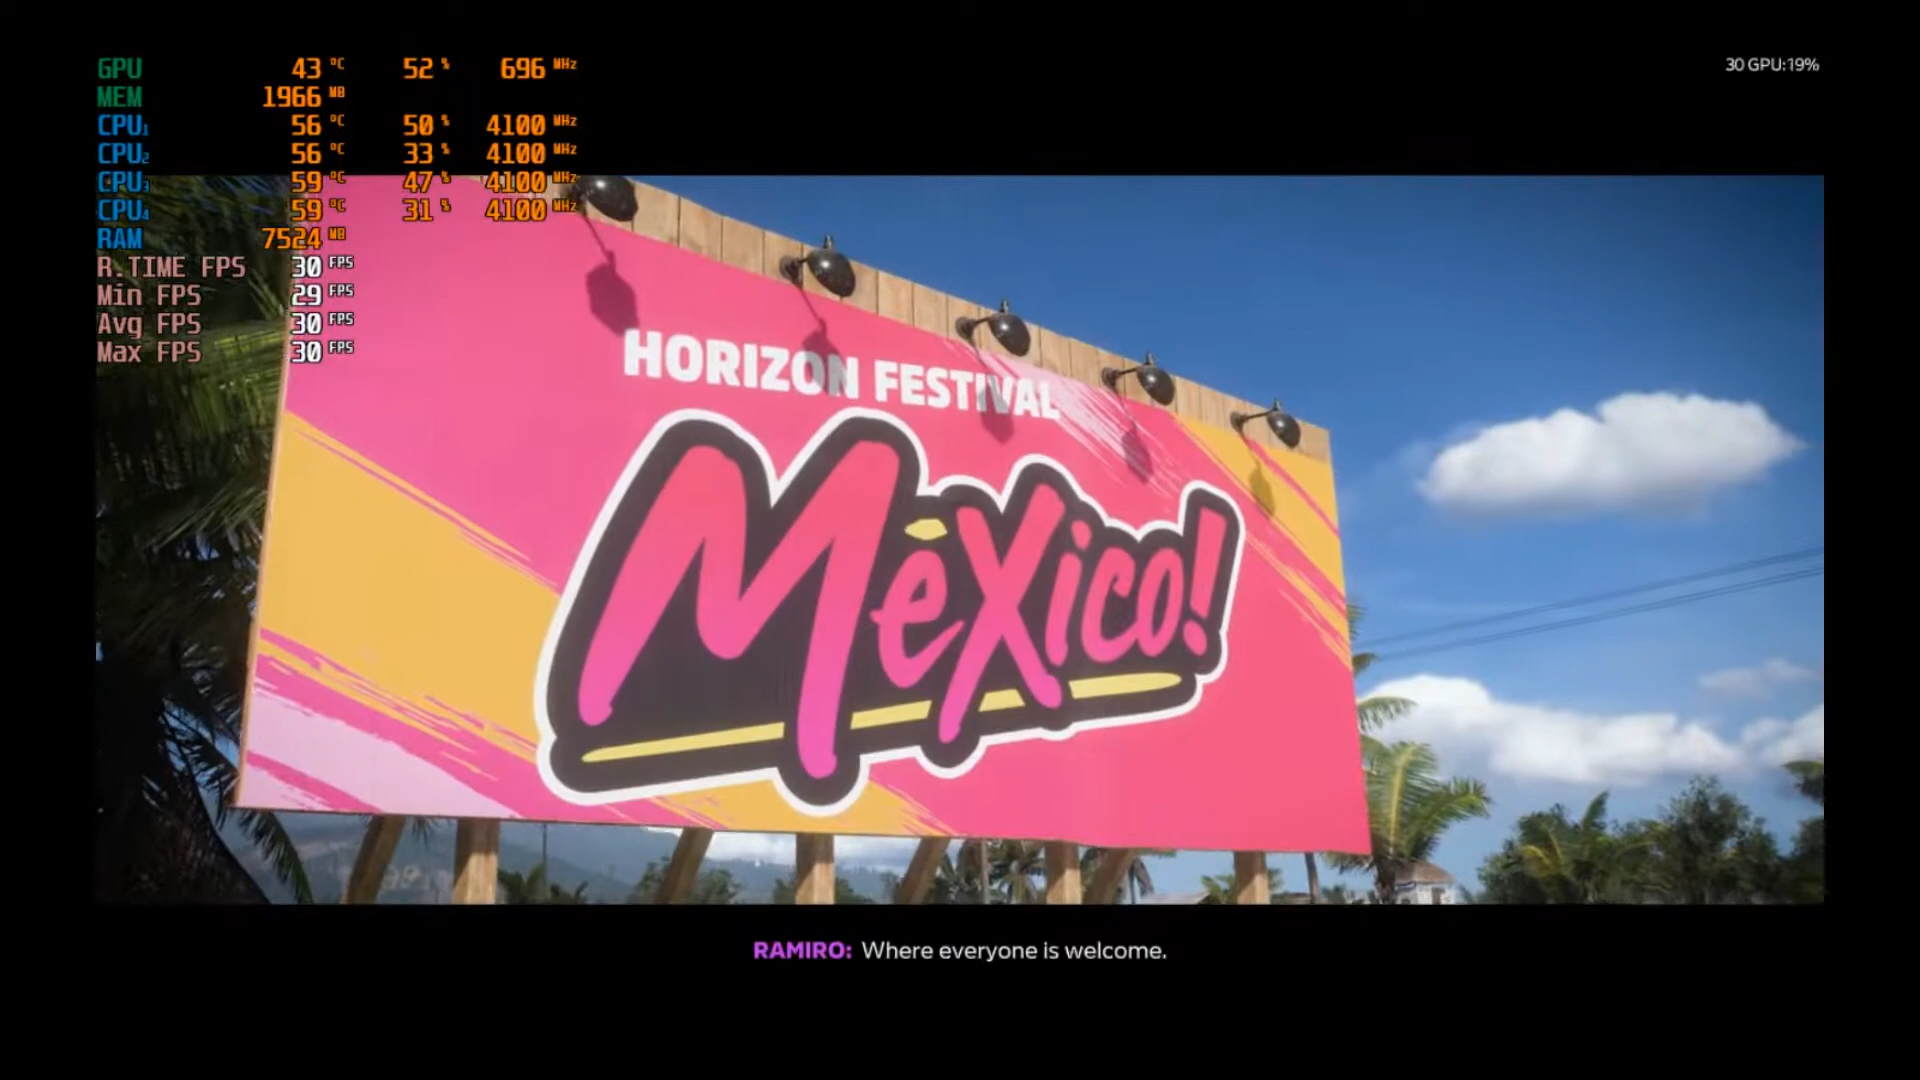 GPU 43 °C 52 % 696 MHz
30 GPU:19%
MEM 1966 MB
CPU1 56 °C 50 % 4100 MHz
CPU2 56 °C 33 % 4100 MHz
CPU3 59 °C 47 % 4100 MHz
CPU4 59 °C 31 % 4100 MHz
RAM 7524 MB
R.TIME FPS 30 FPS
Min FPS 29 FPS
Avg FPS 30 FPS
Max FPS 30 FPS
HORIZON FESTIVAL
MeXico!
RAMIRO: Where everyone is welcome.